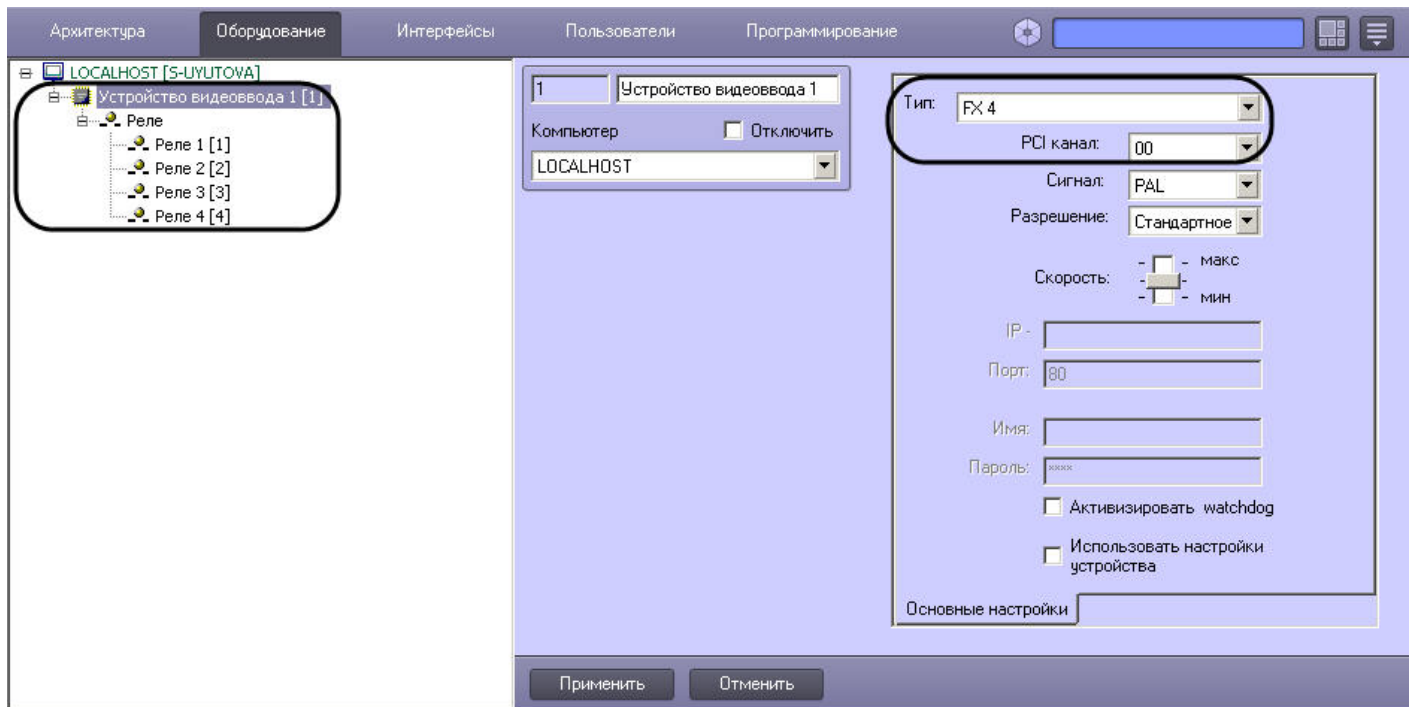 Архитектура
Оборудование
Интерфейсы
Пользователи
Программирование
LOCALHOST [S-UYUTOVA]
Устройство видеоввода 1 [1]
Реле
Реле 1 [1]
Реле 2 [2]
Реле 3 [3]
Реле 4 [4]
1
Устройство видеоввода 1
Компьютер
Отключить
LOCALHOST
Тип:
FX 4
PCI канал:
00
Сигнал:
PAL
Разрешение:
Стандартное
Скорость:
- - макс
- -
- - мин
IP -
Порт:
80
Имя:
Пароль:
××××
Активизировать watchdog
Использовать настройки
устройства
Основные настройки
Применить
Отменить